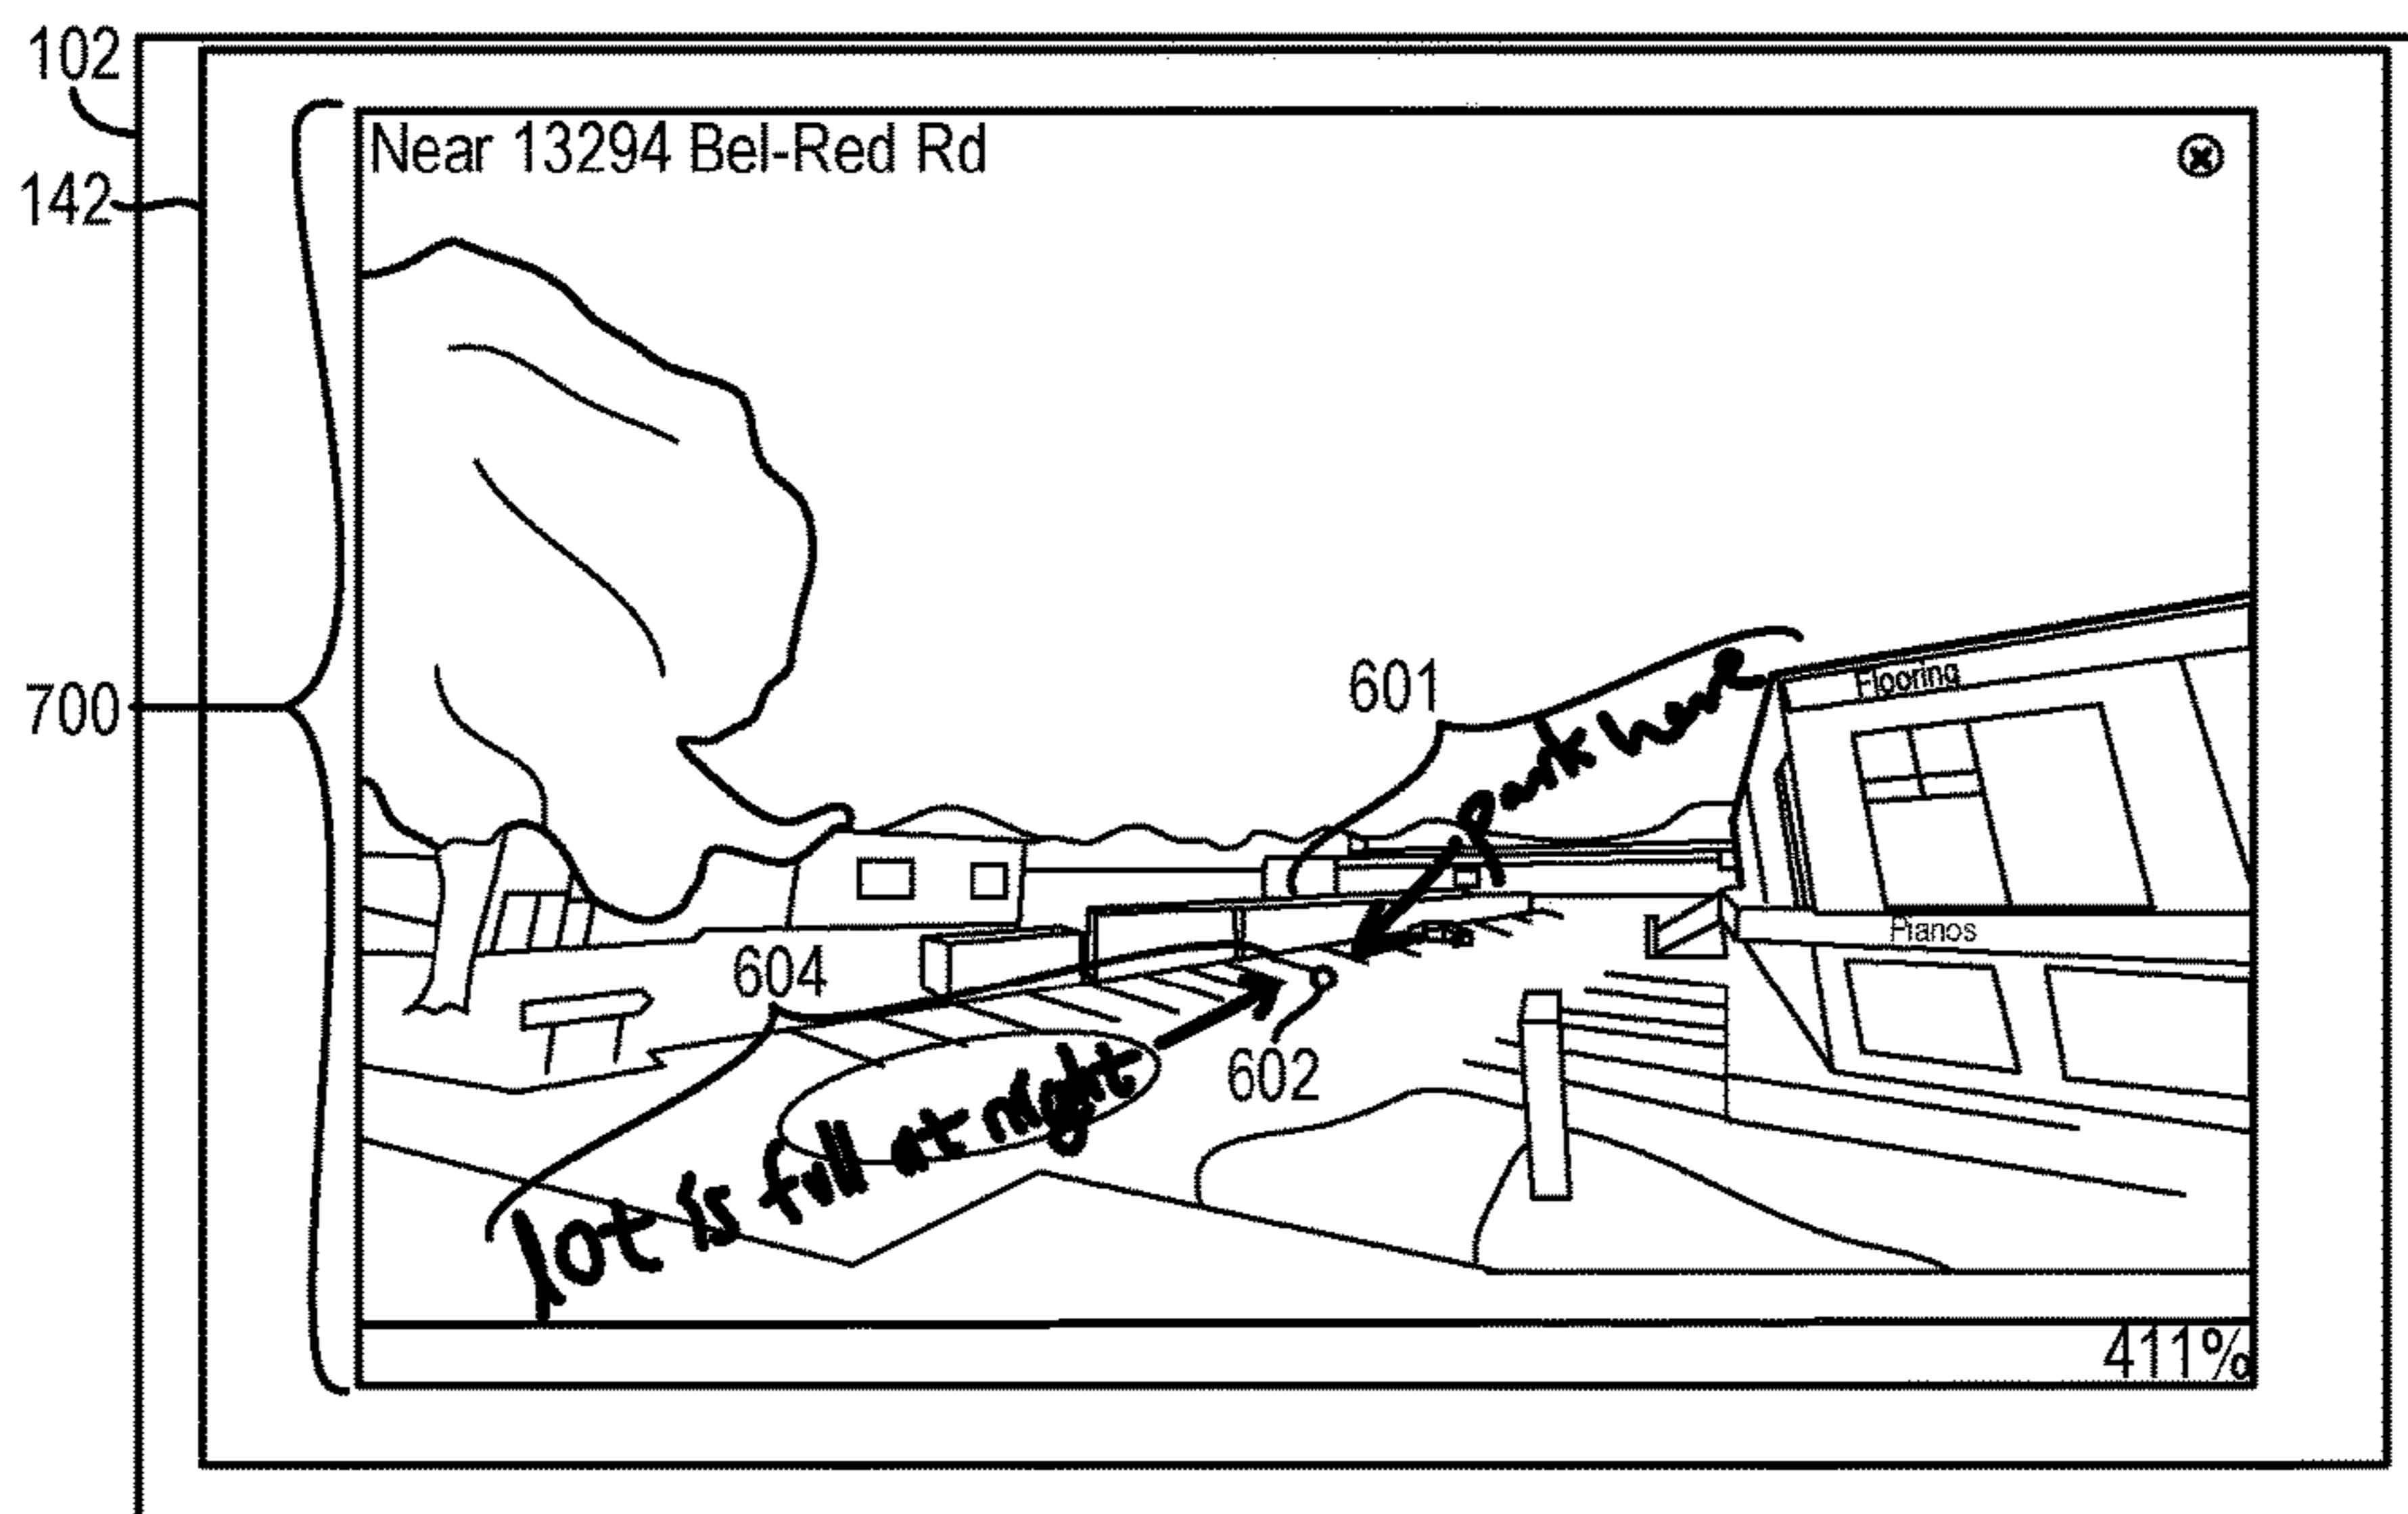 102
Near 13294 Bel-Red Rd
142
601
park here
Flooring
700
Pianos
604
602
lot is full at night
411%